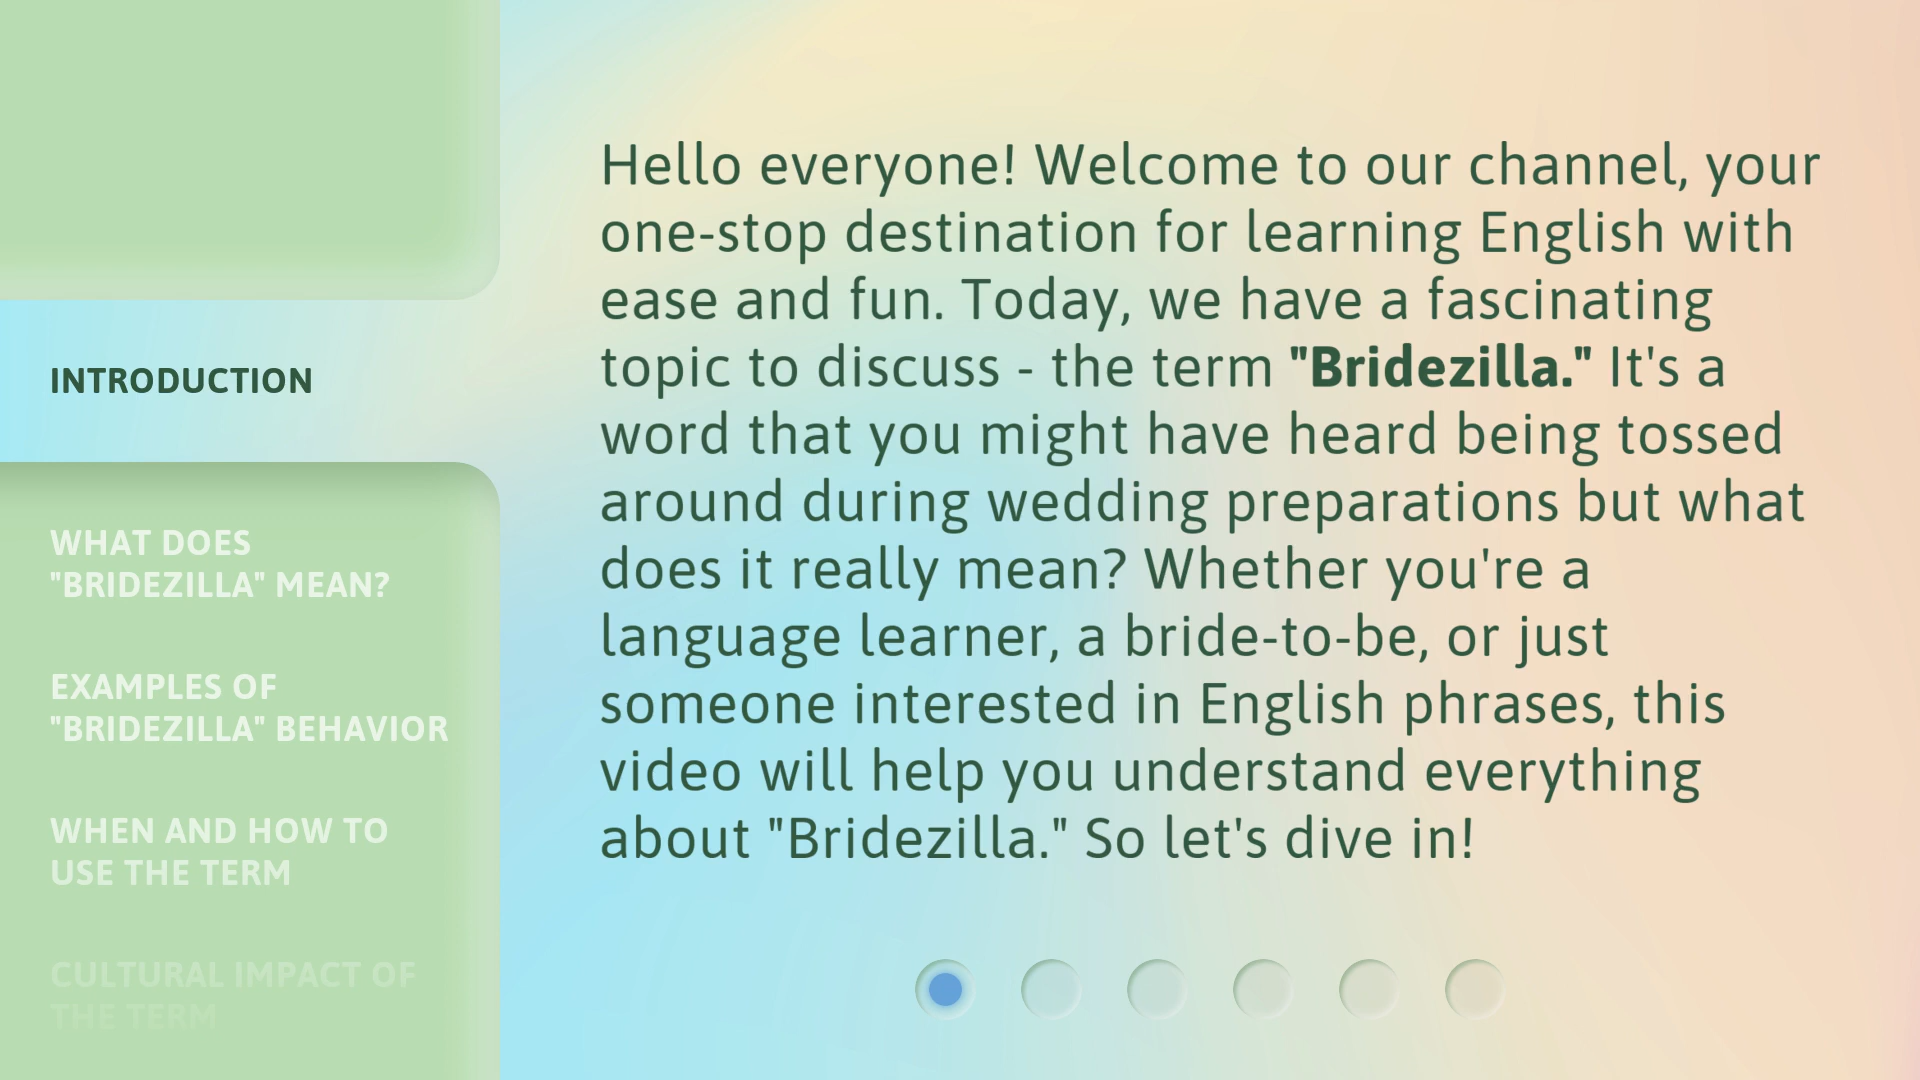 INTRODUCTION
WHAT DOES
"BRIDEZILLA" MEAN?
EXAMPLES OF
"BRIDEZILLA" BEHAVIOR
WHEN AND HOW TO
USE THE TERM
CULTURAL IMPACT OF
THE TERM
Hello everyone! Welcome to our channel, your
one-stop destination for learning English with
ease and fun. Today, we have a fascinating
topic to discuss - the term "Bridezilla." It's a
word that you might have heard being tossed
around during wedding preparations but what
does it really mean? Whether you're a
language learner, a bride-to-be, or just
someone interested in English phrases, this
video will help you understand everything
about "Bridezilla." So let's dive in!